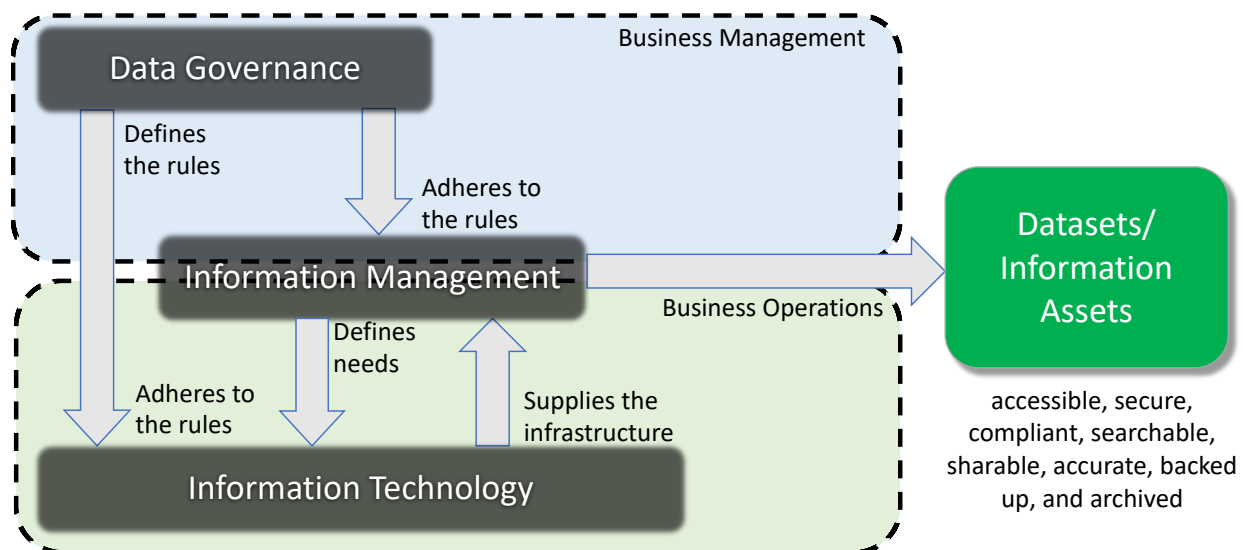 Business Management
Data Governance
Defines
the rules
Adheres to
the rules
Information Management
Business Operations
Defines
needs
Adheres to
the rules
Supplies the
infrastructure
Information Technology
Datasets/
Information
Assets
accessible, secure,
compliant, searchable,
sharable, accurate, backed
up, and archived